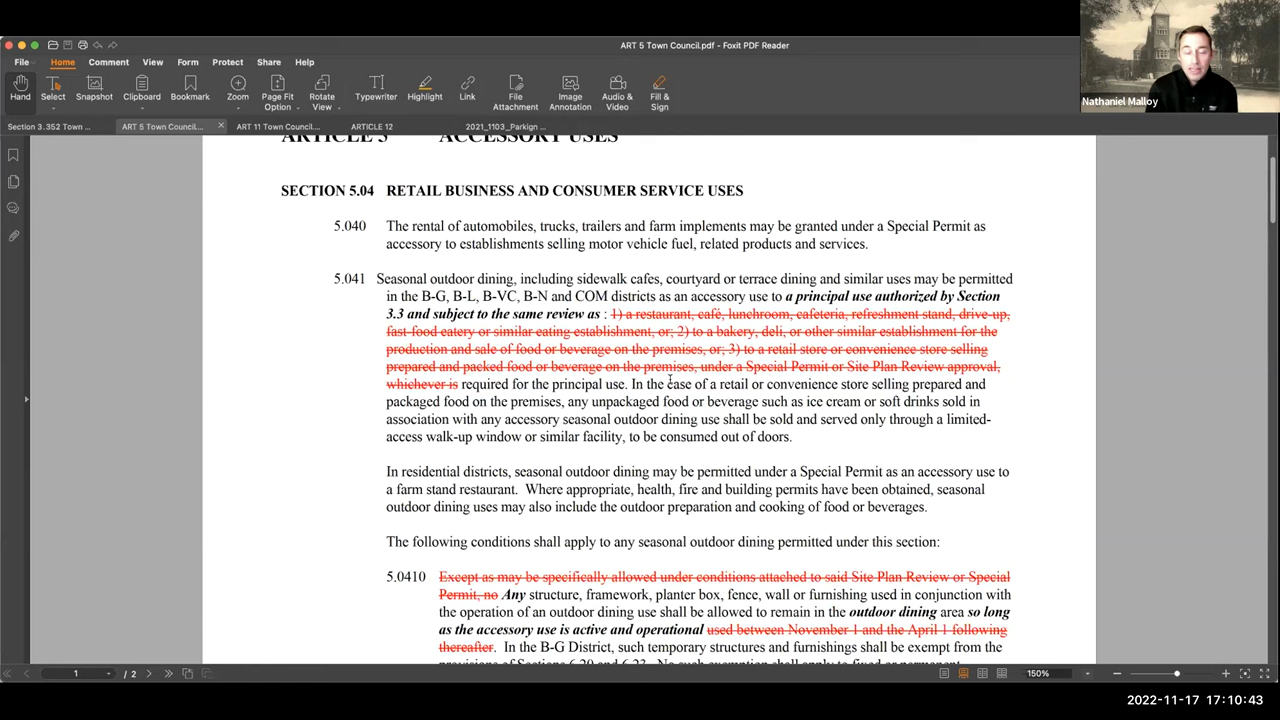 ART 5 Town Council.pdf - Foxit PDF Reader
File Home Comment View Form Protect Share Help
Hand Select Snapshot Clipboard Bookmark Zoom Page Fit Option Rotate View Typewriter Highlight Link File Attachment Image Annotation Audio & Video Fill & Sign
Nathaniel Malloy
Section 3.352 Town ... ART 5 Town Council.... ART 11 Town Council.... ARTICLE 12 2021_1103_Parkign ...
ARTICLE 5 ACCESSORY USES
SECTION 5.04 RETAIL BUSINESS AND CONSUMER SERVICE USES
5.040 The rental of automobiles, trucks, trailers and farm implements may be granted under a Special Permit as
accessory to establishments selling motor vehicle fuel, related products and services.
5.041 Seasonal outdoor dining, including sidewalk cafes, courtyard or terrace dining and similar uses may be permitted
in the B-G, B-L, B-VC, B-N and COM districts as an accessory use to a principal use authorized by Section
3.3 and subject to the same review as : 1) a restaurant, café, lunchroom, cafeteria, refreshment stand, drive-up,
fast-food eatery or similar eating establishment, or; 2) to a bakery, deli, or other similar establishment for the
production and sale of food or beverage on the premises, or; 3) to a retail store or convenience store selling
prepared and packed food or beverage on the premises, under a Special Permit or Site Plan Review approval,
whichever is required for the principal use. In the case of a retail or convenience store selling prepared and
packaged food on the premises, any unpackaged food or beverage such as ice cream or soft drinks sold in
association with any accessory seasonal outdoor dining use shall be sold and served only through a limited-
access walk-up window or similar facility, to be consumed out of doors.
In residential districts, seasonal outdoor dining may be permitted under a Special Permit as an accessory use to
a farm stand restaurant. Where appropriate, health, fire and building permits have been obtained, seasonal
outdoor dining uses may also include the outdoor preparation and cooking of food or beverages.
The following conditions shall apply to any seasonal outdoor dining permitted under this section:
5.0410 Except as may be specifically allowed under conditions attached to said Site Plan Review or Special
Permit, no Any structure, framework, planter box, fence, wall or furnishing used in conjunction with
the operation of an outdoor dining use shall be allowed to remain in the outdoor dining area so long
as the accessory use is active and operational used between November 1 and the April 1 following
thereafter. In the B-G District, such temporary structures and furnishings shall be exempt from the
provisions of Sections 6.20 and 6.23. No such exemption shall apply to fixed or permanent
1 / 2 150%
2022-11-17 17:10:43